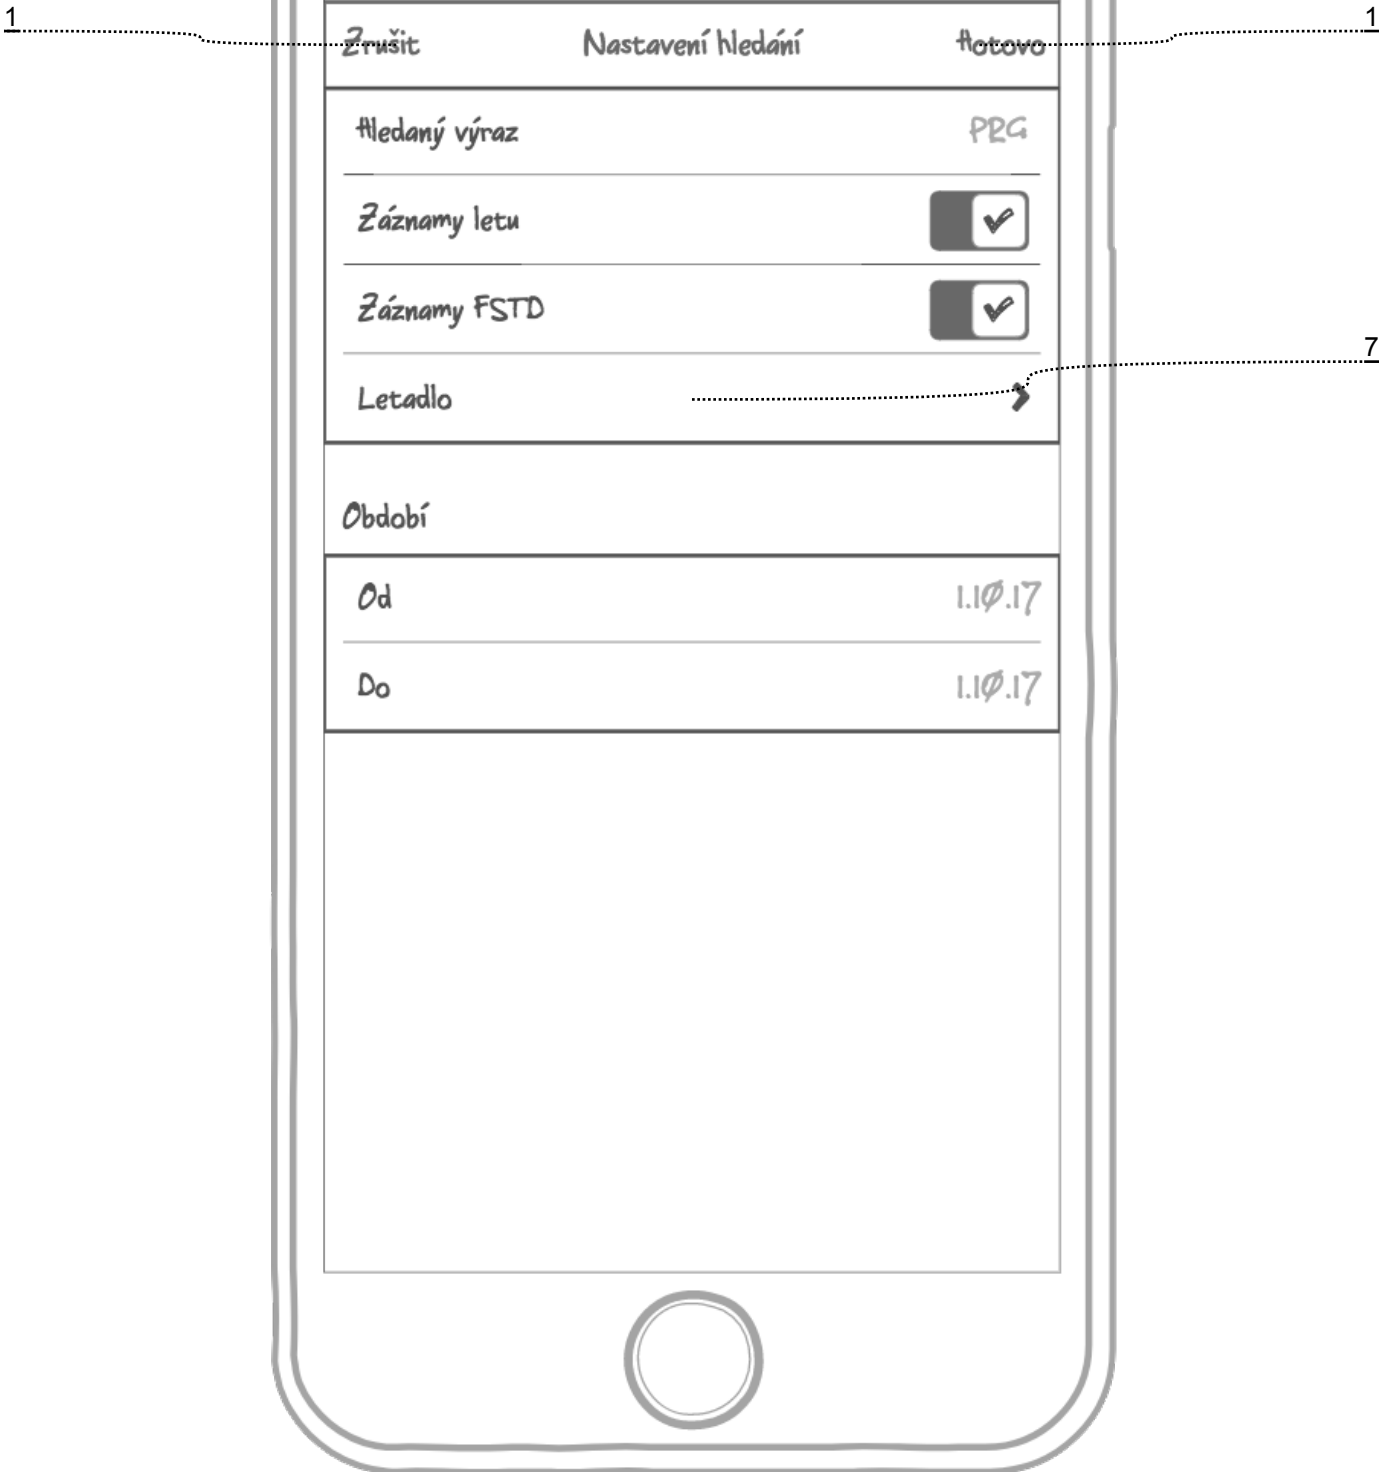 1 1
Zrušit Nastavení hledání Hotovo
Hledaný výraz PRG
Záznamy letu
Záznamy FSTD
7
Letadlo
Období
Od 1.10.17
Do 1.10.17